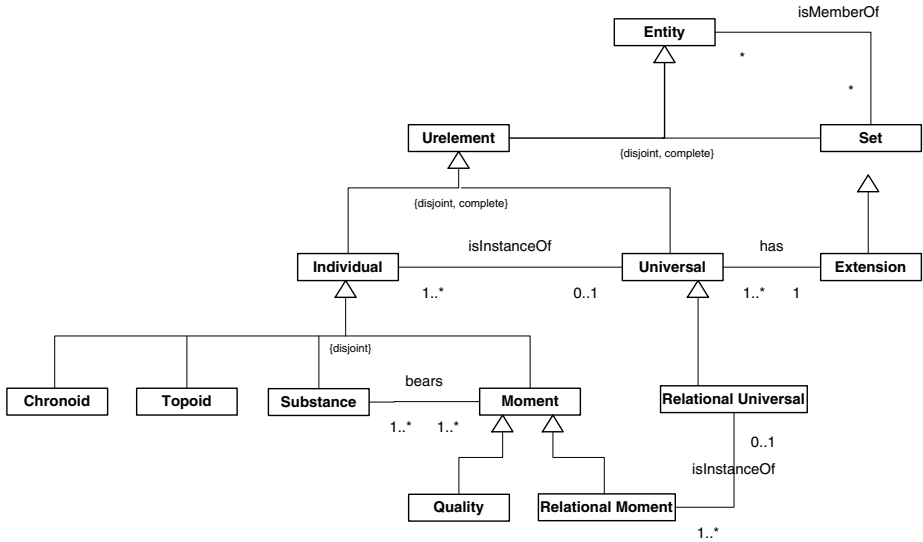 isMemberOf
Entity
*
*
Urelement
Set
{disjoint, complete}
{disjoint, complete}
isInstanceOf
has
Individual
Universal
Extension
1..*
0..1
1..*
1
{disjoint}
bears
Chronoid
Topoid
Substance
Moment
Relational Universal
1..*
1..*
0..1
isInstanceOf
Quality
Relational Moment
1..*